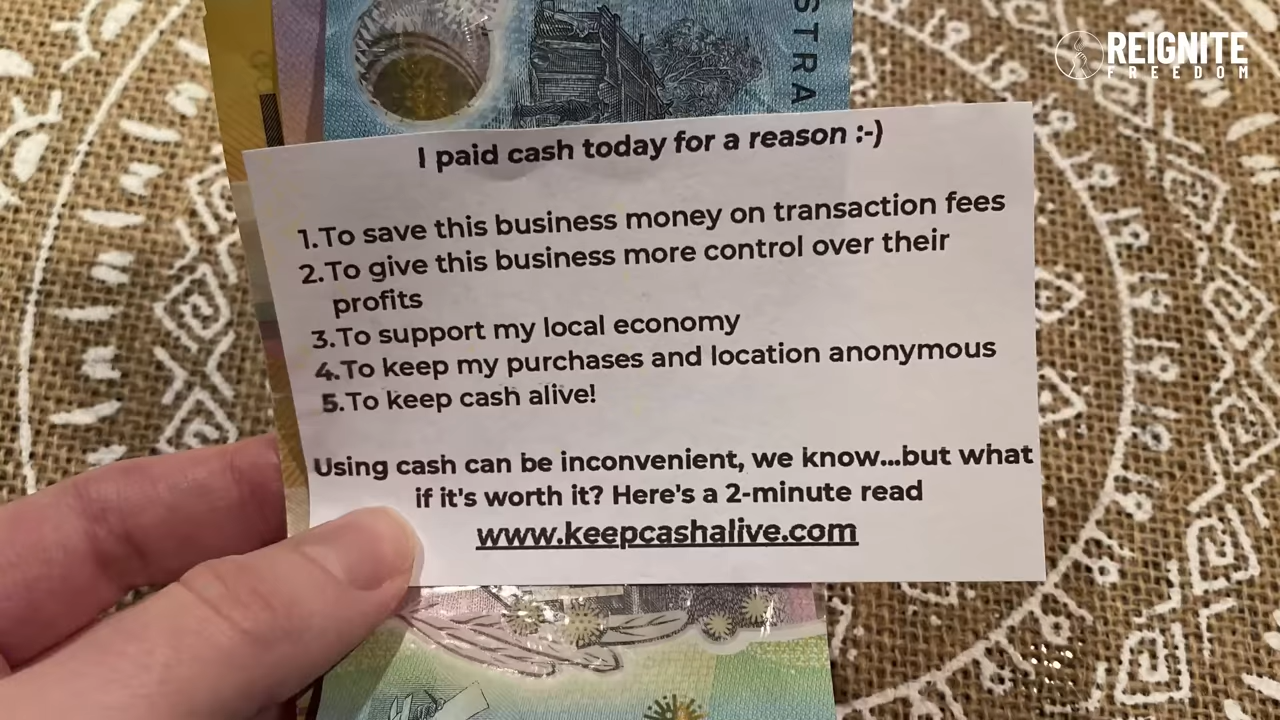 REIGNITE
FREEDOM
STRA
I paid cash today for a reason :-)
1.To save this business money on transaction fees
2.To give this business more control over their
profits
3.To support my local economy
4.To keep my purchases and location anonymous
5.To keep cash alive!
Using cash can be inconvenient, we know...but what
if it's worth it? Here's a 2-minute read
www.keepcashalive.com